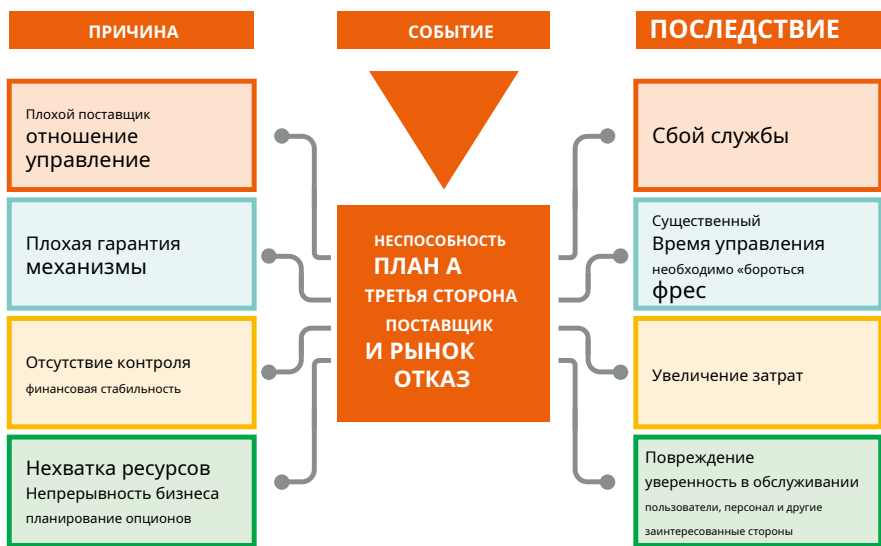 ПРИЧИНА
СОБЫТИЕ
ПОСЛЕДСТВИЕ
Плохой поставщик
отношение
управление
Плохая гарантия
механизмы
Отсутствие контроля
финансовая стабильность
Нехватка ресурсов
Непрерывность бизнеса
планирование опционов
НЕСПОСОБНОСТЬ
ПЛАН А
ТРЕТЬЯ СТОРОНА
ПОСТАВЩИК
И РЫНОК
ОТКАЗ
Сбой службы
Существенный
Время управления
необходимо «бороться
фрес
Увеличение затрат
Повреждение
уверенность в обслуживании
пользователи, персонал и другие
заинтересованные стороны